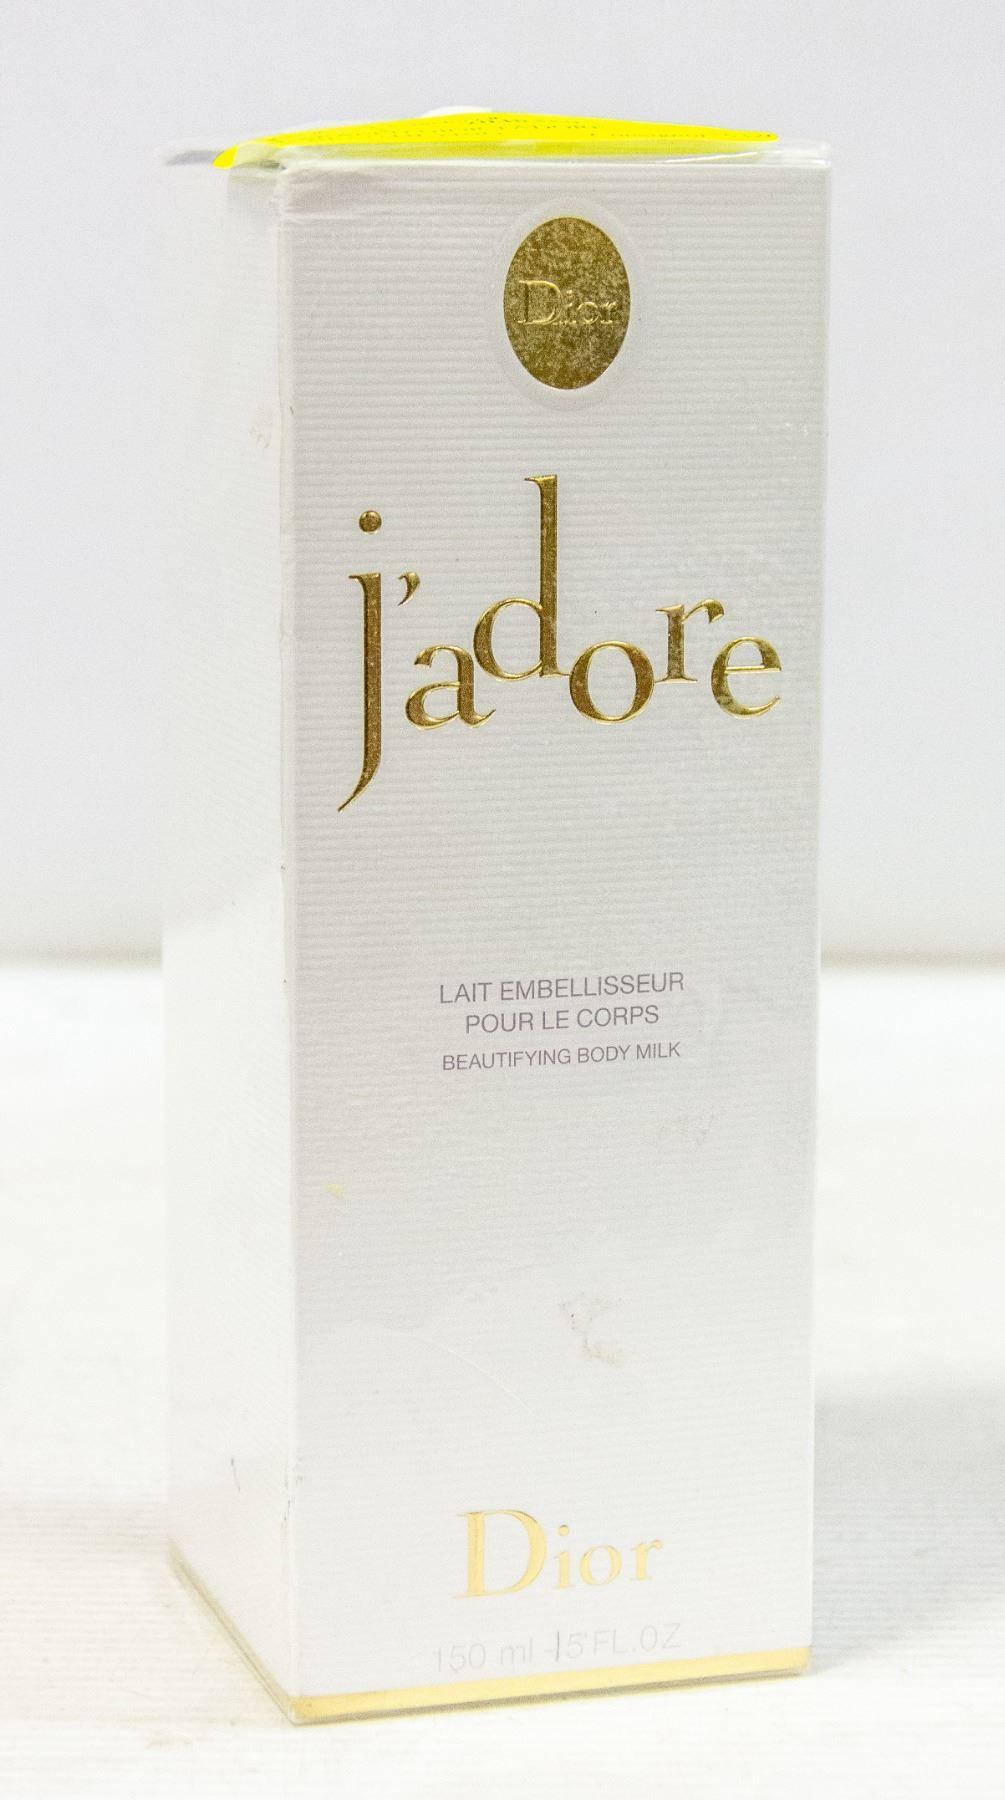 Dior
j'adore
LAIT EMBELLISSEUR
POUR LE CORPS
BEAUTIFYING BODY MILK
Dior
150 ml - 5 FL.OZ